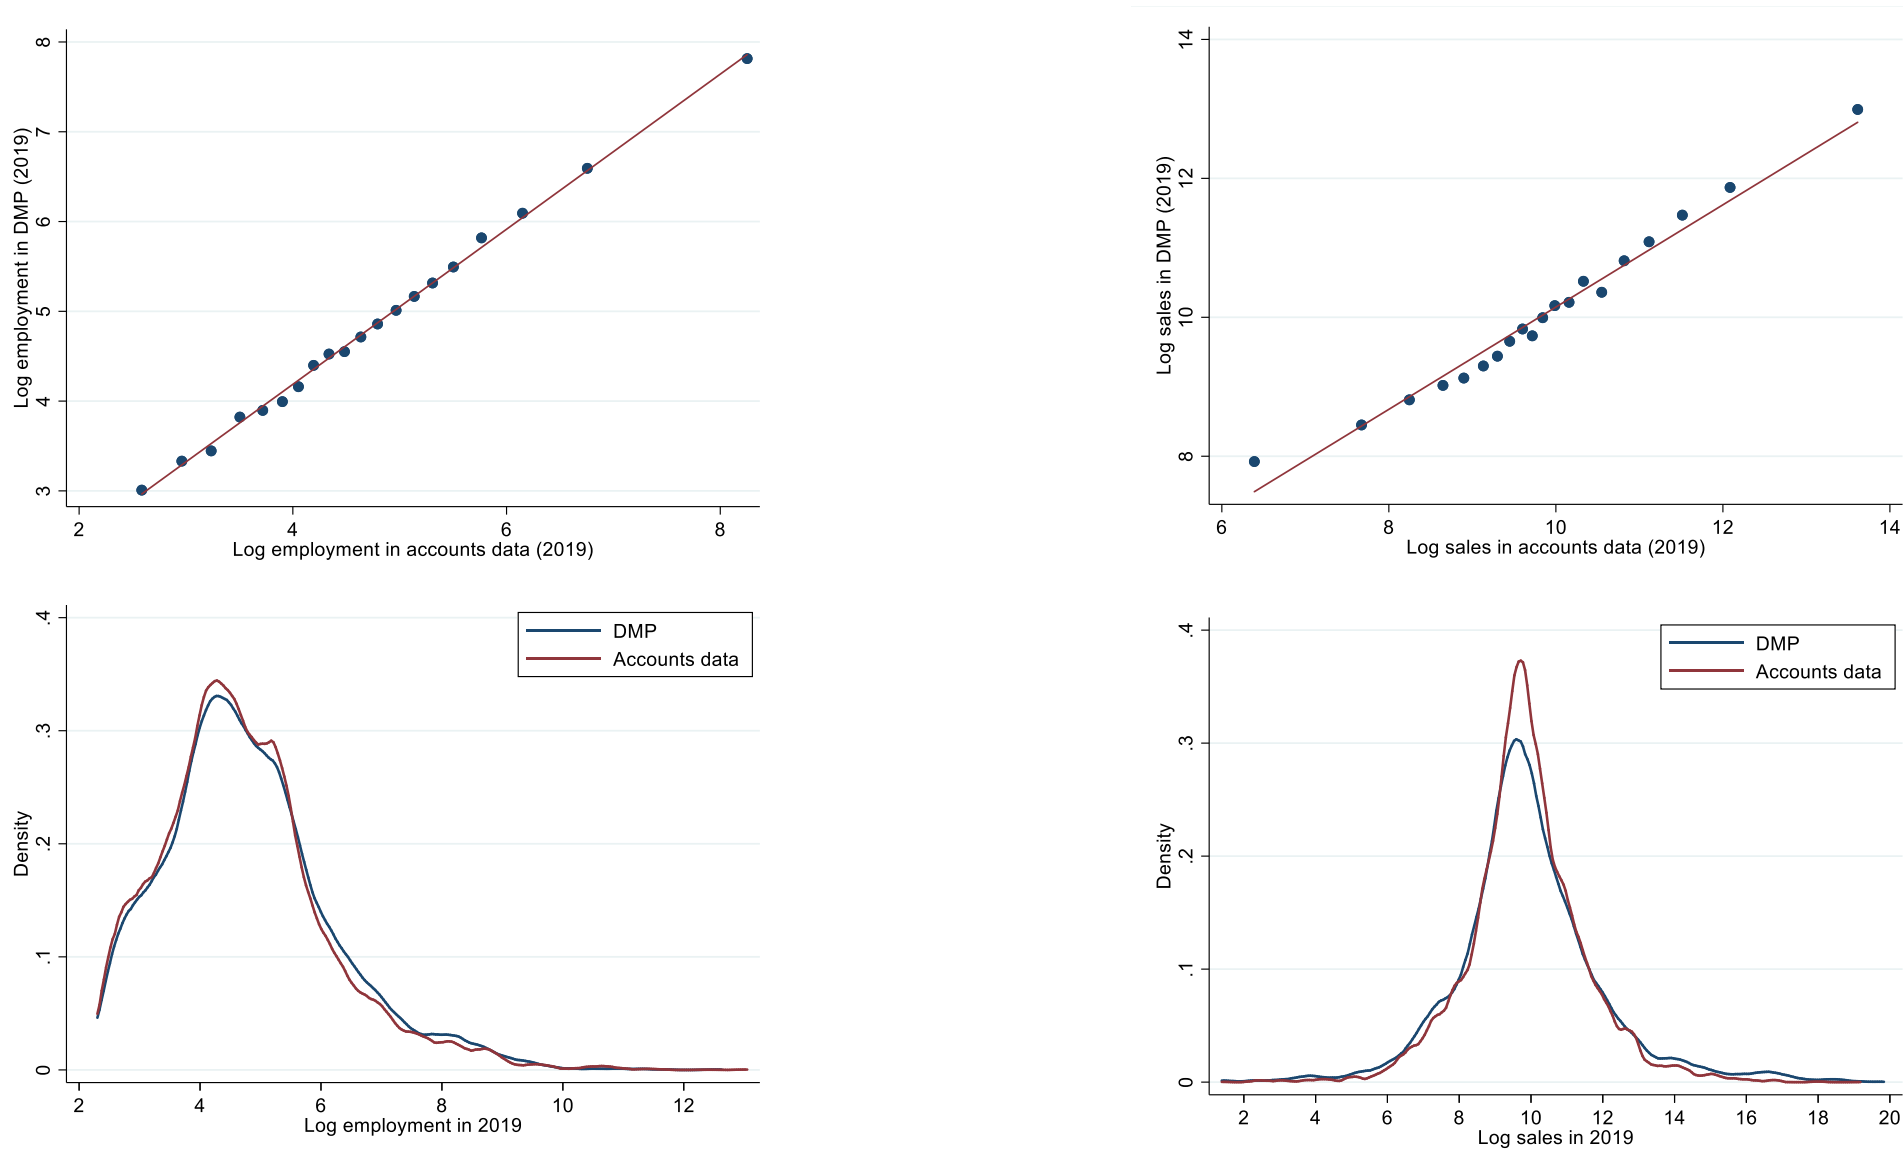 8
7
6
5
4
3
Log employment in DMP (2019)
2 4 6 8
Log employment in accounts data (2019)
14
12
10
8
Log sales in DMP (2019)
6 8 10 12 14
Log sales in accounts data (2019)
.4
.3
.2
.1
0
Density
DMP
Accounts data
2 4 6 8 10 12
Log employment in 2019
.4
.3
.2
.1
0
Density
DMP
Accounts data
2 4 6 8 10 12 14 16 18 20
Log sales in 2019